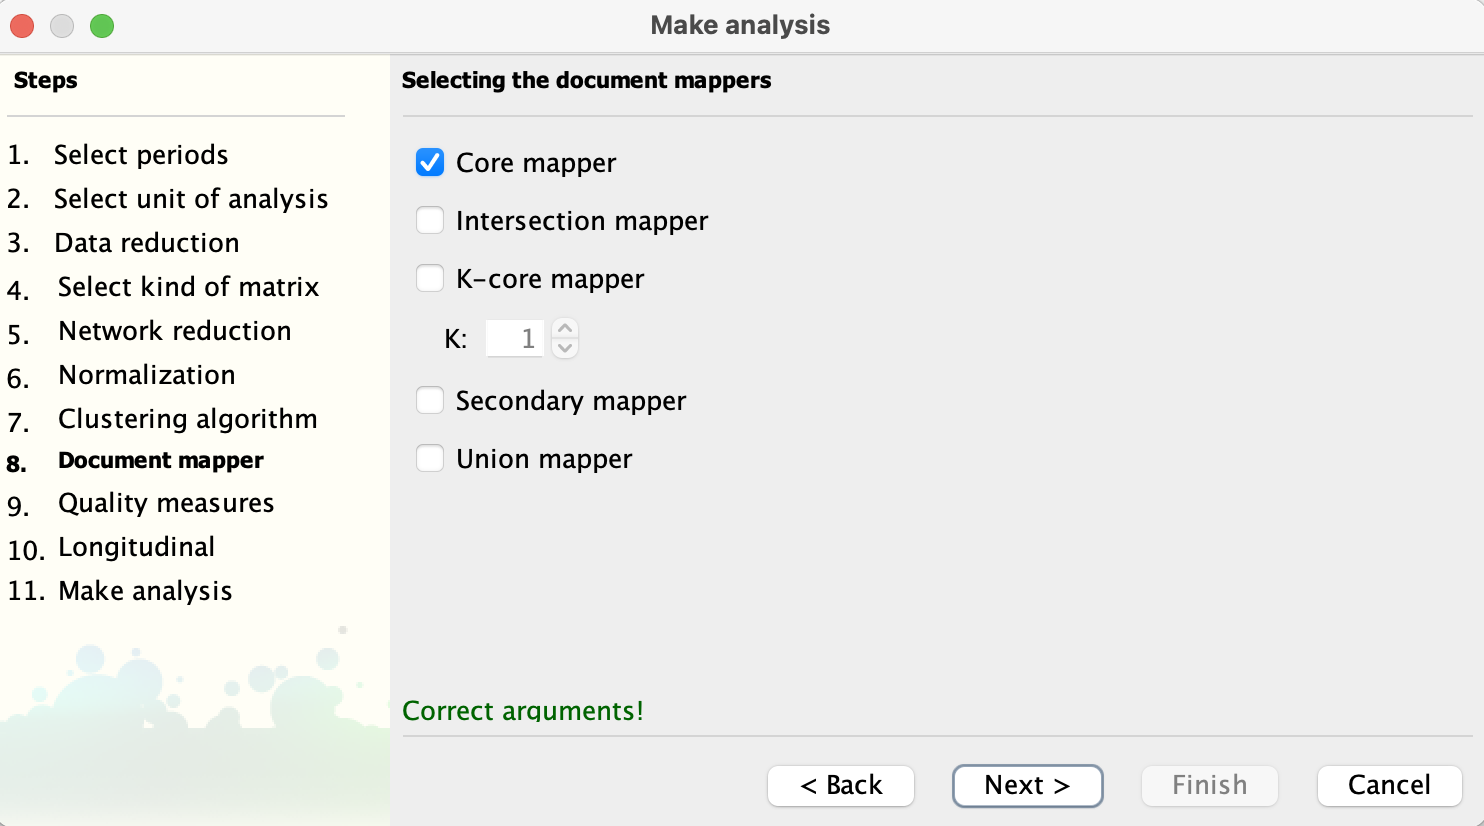 Make analysis
Steps
1. Select periods
2. Select unit of analysis
3. Data reduction
4. Select kind of matrix
5. Network reduction
6. Normalization
7. Clustering algorithm
8. Document mapper
9. Quality measures
10. Longitudinal
11. Make analysis
Selecting the document mappers
Core mapper
Intersection mapper
K-core mapper
K: 1
Secondary mapper
Union mapper
Correct arguments!
< Back
Next >
Finish
Cancel